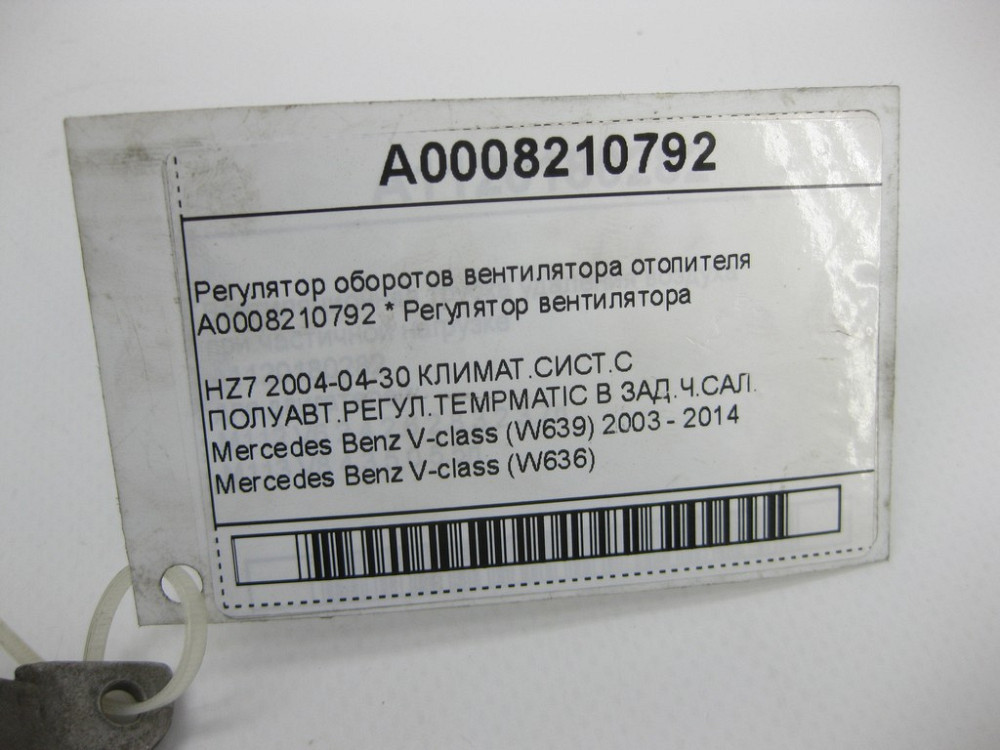 A0008210792
Регулятор оборотов вентилятора отопителя
A0008210792 * Регулятор вентилятора
HZ7 2004-04-30 КЛИМАТ.СИСТ.С
ПОЛУАВТ.РЕГУЛ.TEMPMATIC В ЗАД.Ч.САЛ.
Mercedes Benz V-class (W639) 2003 - 2014
Mercedes Benz V-class (W636)